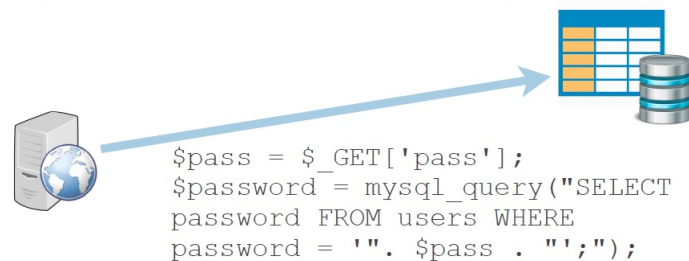 $pass = $_GET['pass'];
$password = mysql_query("SELECT
password FROM users WHERE
password = '". $pass . "';");